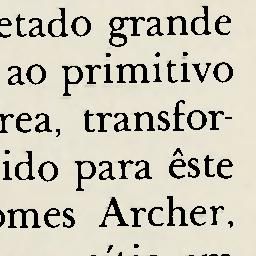 etado grande
ao primitivo
rea, transfor-
ido para êste
omes Archer,